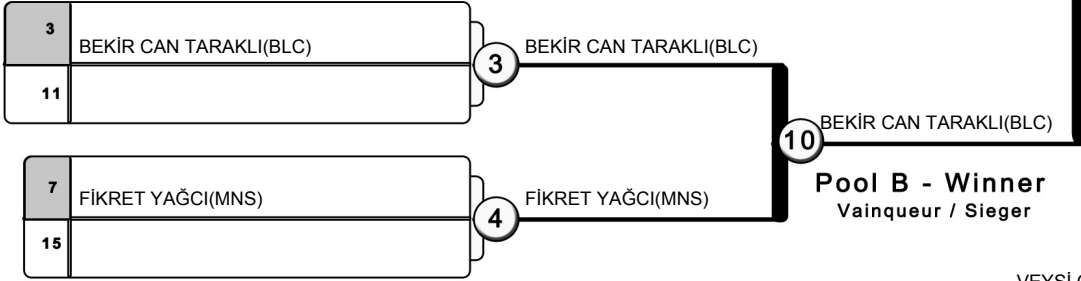 3
BEKİR CAN TARAKLI(BLC)
11
3
BEKİR CAN TARAKLI(BLC)
7
FİKRET YAĞCI(MNS)
15
4
FİKRET YAĞCI(MNS)
10
BEKİR CAN TARAKLI(BLC)
Pool B - Winner
Vainqueur / Sieger
VEYSİ